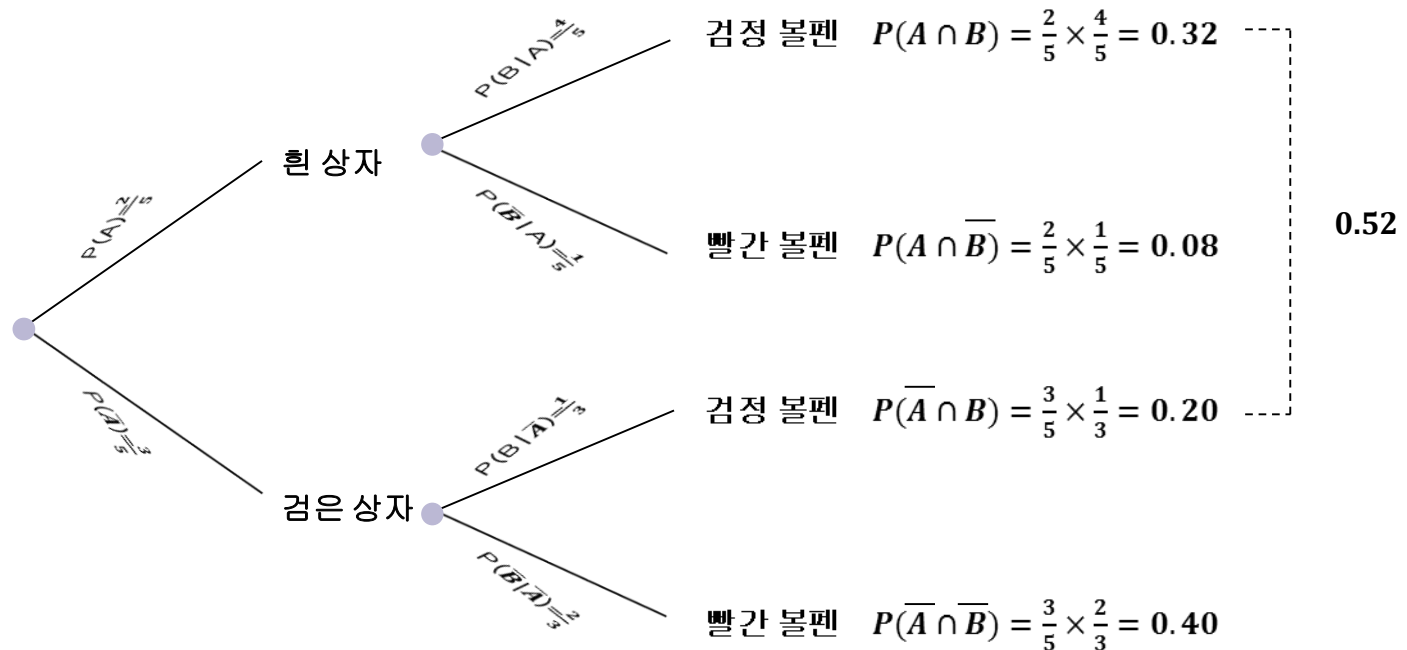 P(B|A)=4/5
검정 볼펜 P(A ∩ B) = 2/5 × 4/5 = 0.32
흰 상자
P(A)=2/5
P(B̅|A)=1/5
빨간 볼펜 P(A ∩ B̅) = 2/5 × 1/5 = 0.08
0.52
P(A̅)=3/5
P(B|A̅)=1/3
검정 볼펜 P(A̅ ∩ B) = 3/5 × 1/3 = 0.20
검은 상자
P(B̅|A̅)=2/3
빨간 볼펜 P(A̅ ∩ B̅) = 3/5 × 2/3 = 0.40